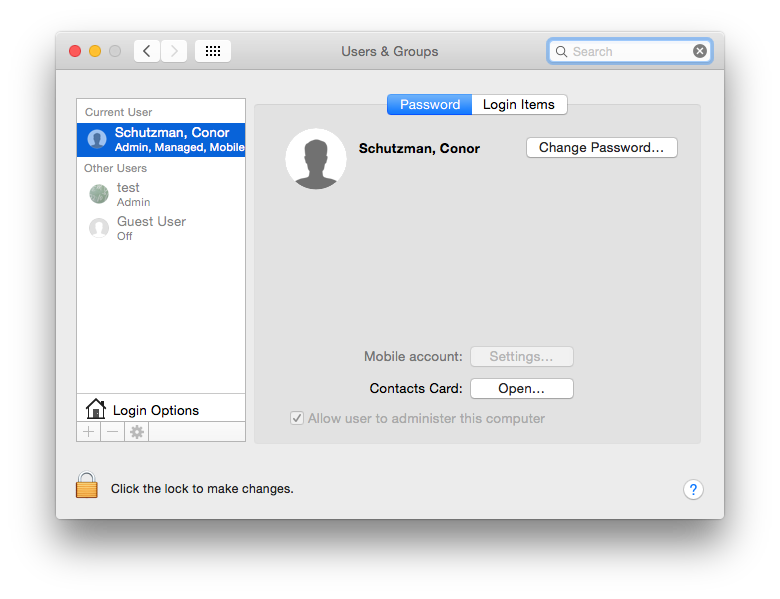 Users & Groups
Search
Password
Login Items
Current User
Schutzman, Conor
Admin, Managed, Mobile
Other Users
test
Admin
Guest User
Off
Login Options
Schutzman, Conor
Change Password...
Mobile account:
Settings...
Contacts Card:
Open...
Allow user to administer this computer
Click the lock to make changes.
?